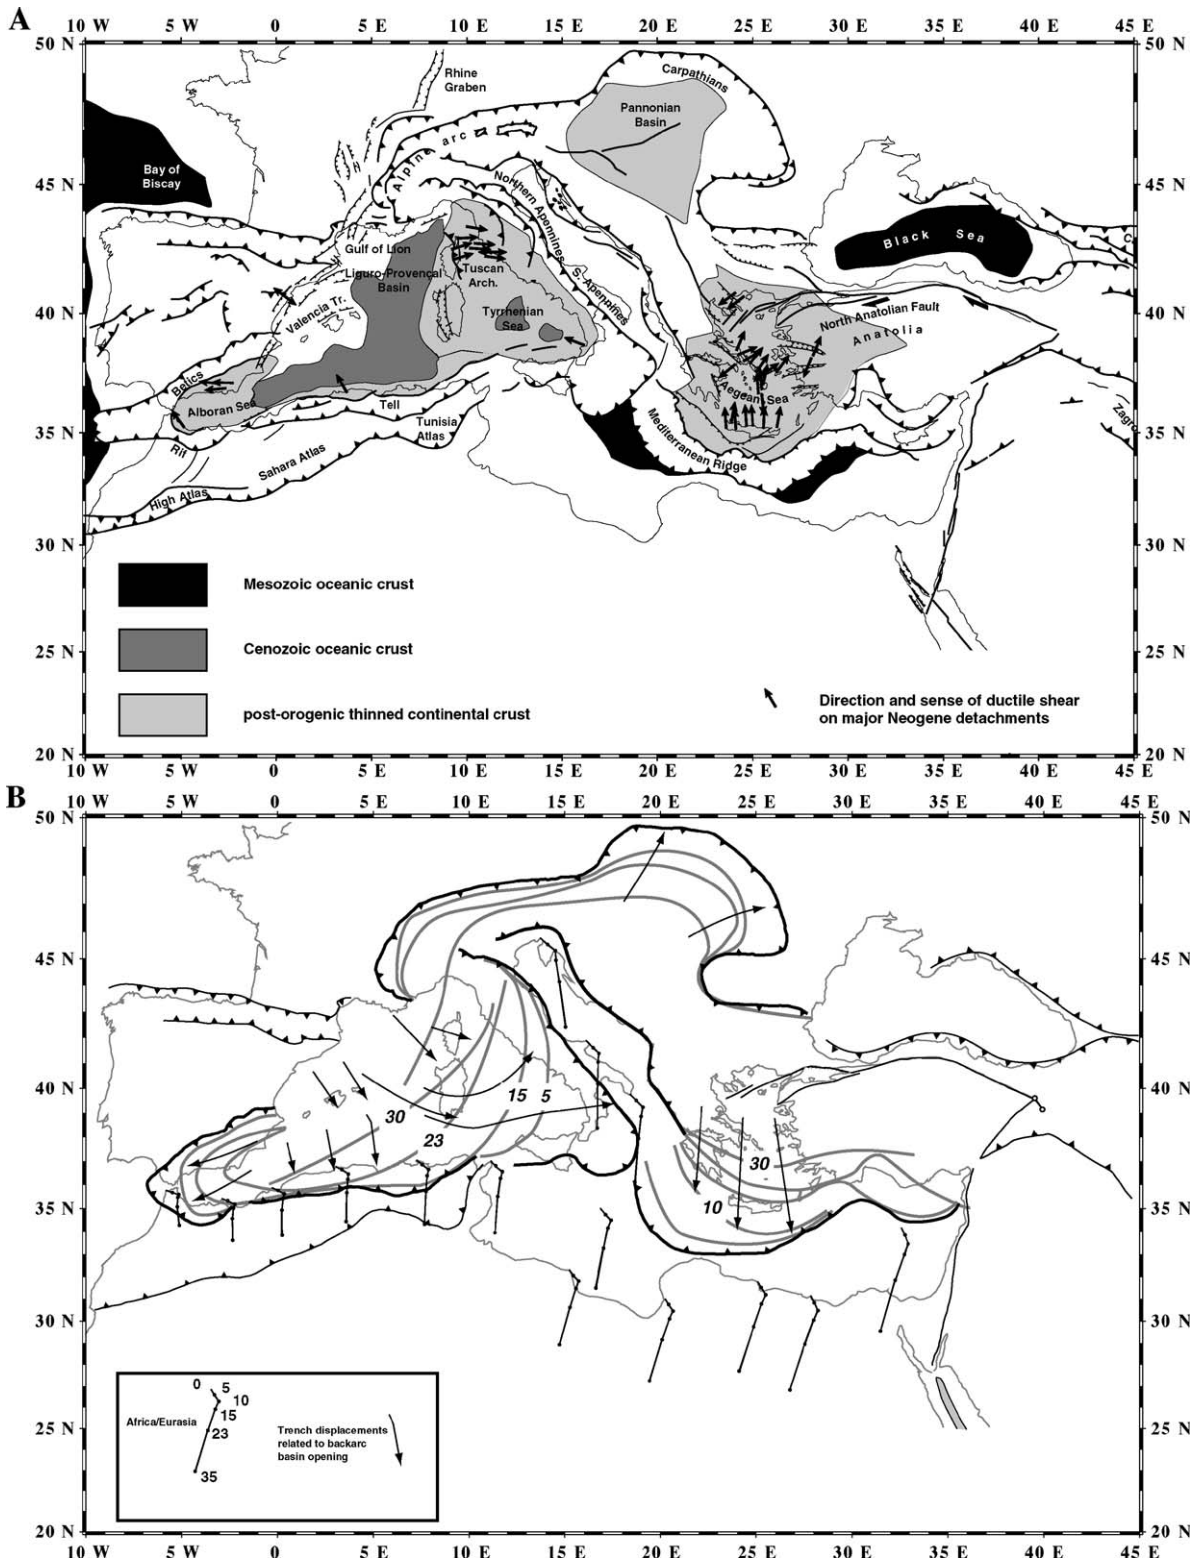 A
10 W 5 W 0 5 E 10 E 15 E 20 E 25 E 30 E 35 E 40 E 45 E
50 N 50 N
Rhine
Graben
Carpathians
Pannonian
Basin
Alpine arc
Bay of
Biscay
45 N 45 N
Northern Apennines
Black Sea
C.
Gulf of Lion
Liguro-Provençal
Basin
Tuscan
Arch.
S. Apennines
40 N 40 N
Valencia Tr.
Tyrrhenian
Sea
North Anatolian Fault
Anatolia
Betics
Aegean Sea
Alboran Sea
Tell
Tunisia
Atlas
Mediterranean Ridge
Zagro
35 N 35 N
Rif
Sahara Atlas
High Atlas
30 N 30 N
Mesozoic oceanic crust
25 N 25 N
Cenozoic oceanic crust
post-orogenic thinned continental crust
Direction and sense of ductile shear
on major Neogene detachments
20 N 20 N
10 W 5 W 0 5 E 10 E 15 E 20 E 25 E 30 E 35 E 40 E 45 E
B
10 W 5 W 0 5 E 10 E 15 E 20 E 25 E 30 E 35 E 40 E 45 E
50 N 50 N
45 N 45 N
40 N 40 N
30 15 5
23
30
10
35 N 35 N
30 N 30 N
0 5
10
15
23
35
Africa/Eurasia
Trench displacements
related to backarc
basin opening
25 N 25 N
20 N 20 N
10 W 5 W 0 5 E 10 E 15 E 20 E 25 E 30 E 35 E 40 E 45 E